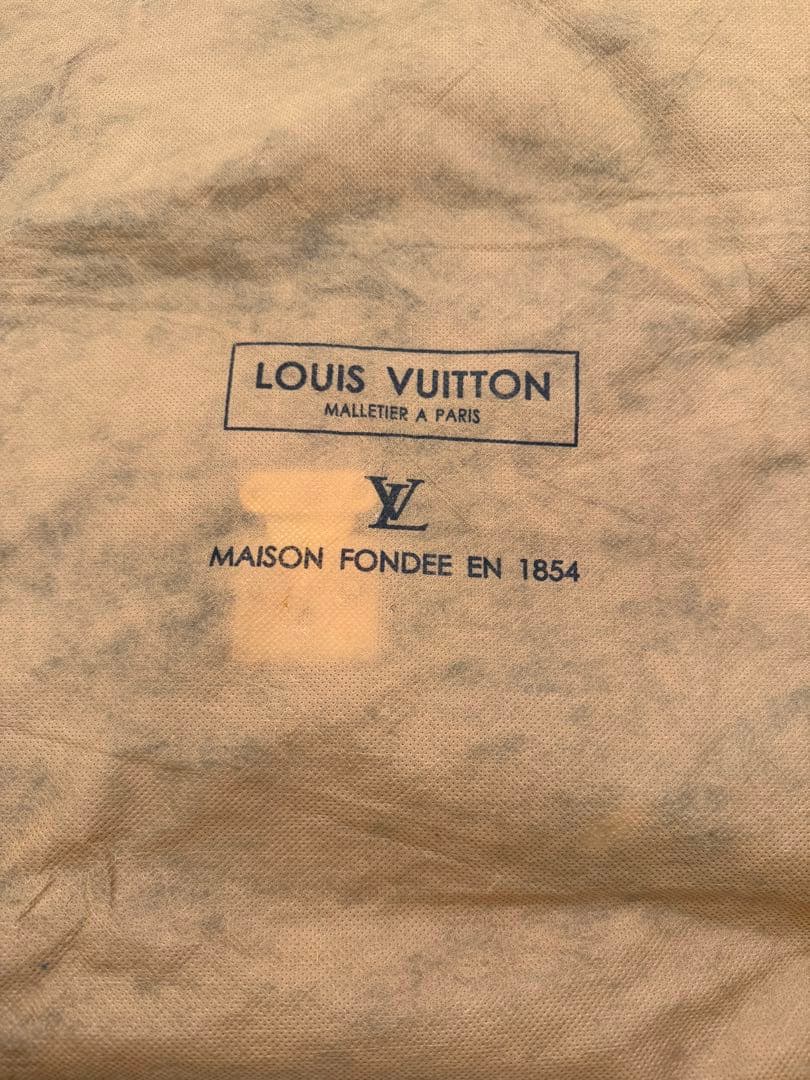 LOUIS VUITTON
MALLETIER A PARIS
LV
MAISON FONDEE EN 1854